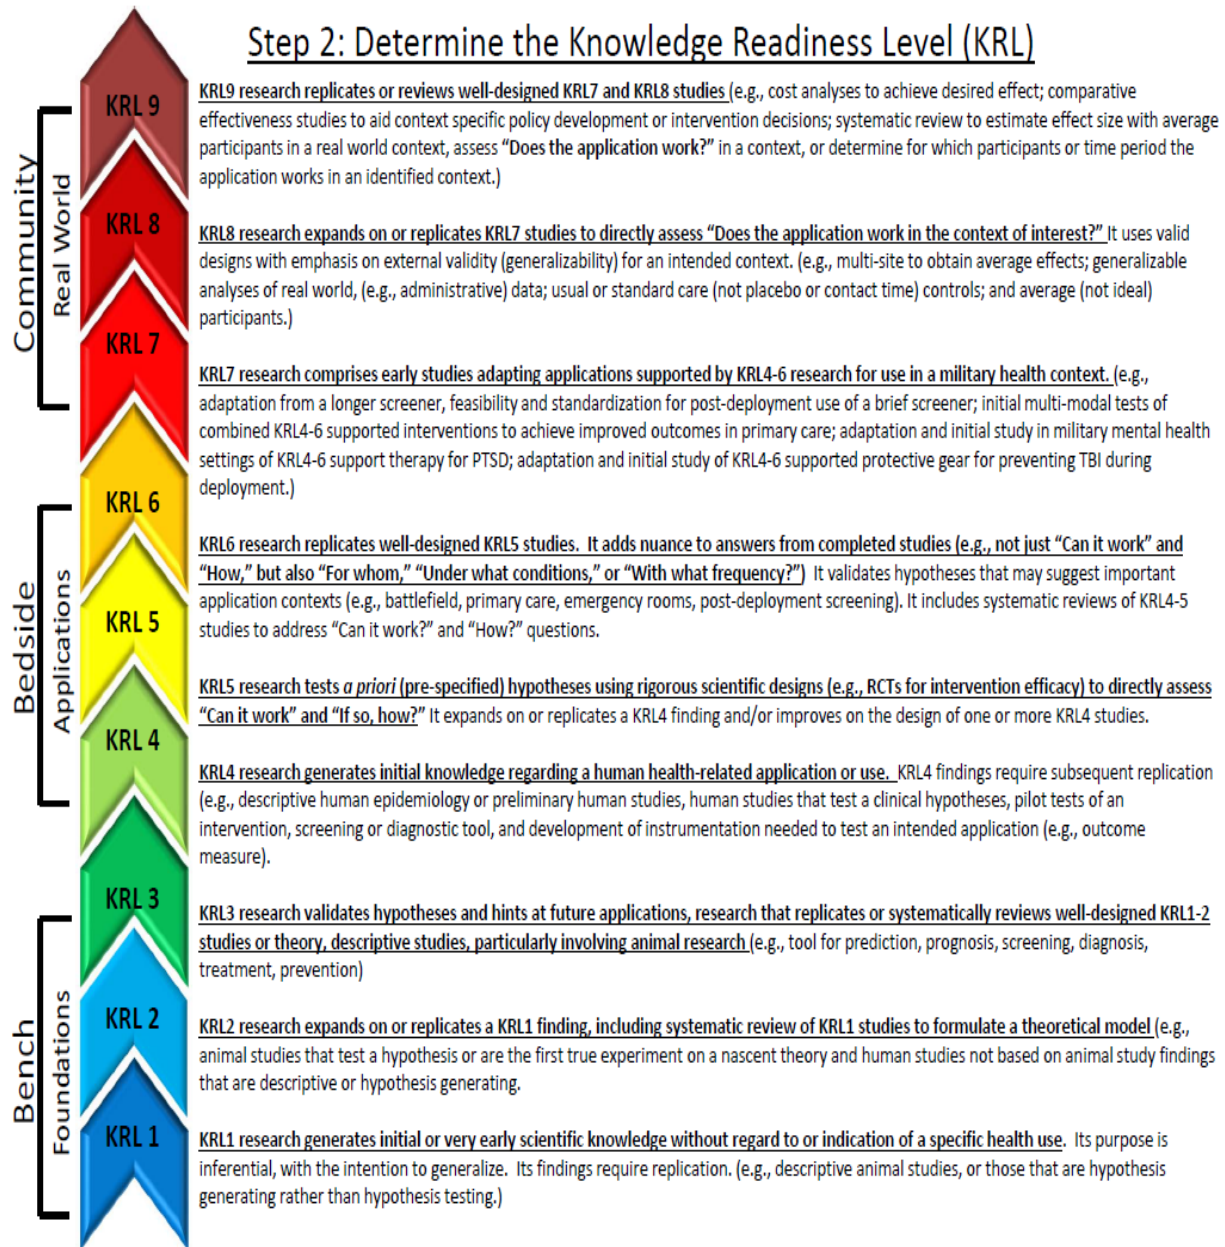 Step 2: Determine the Knowledge Readiness Level (KRL)
KRL 9
KRL9 research replicates or reviews well-designed KRL7 and KRL8 studies (e.g., cost analyses to achieve desired effect; comparative
effectiveness studies to aid context specific policy development or intervention decisions; systematic review to estimate effect size with average
participants in a real world context, assess “Does the application work?” in a context, or determine for which participants or time period the
application works in an identified context.)
Community
Real World
KRL 8
KRL8 research expands on or replicates KRL7 studies to directly assess “Does the application work in the context of interest?” It uses valid
designs with emphasis on external validity (generalizability) for an intended context. (e.g., multi-site to obtain average effects; generalizable
analyses of real world, (e.g., administrative) data; usual or standard care (not placebo or contact time) controls; and average (not ideal)
participants.)
KRL 7
KRL7 research comprises early studies adapting applications supported by KRL4-6 research for use in a military health context. (e.g.,
adaptation from a longer screener, feasibility and standardization for post-deployment use of a brief screener; initial multi-modal tests of
combined KRL4-6 supported interventions to achieve improved outcomes in primary care; adaptation and initial study in military mental health
settings of KRL4-6 support therapy for PTSD; adaptation and initial study of KRL4-6 supported protective gear for preventing TBI during
deployment.)
KRL 6
KRL6 research replicates well-designed KRL5 studies. It adds nuance to answers from completed studies (e.g., not just “Can it work” and
“How,” but also “For whom,” “Under what conditions,” or “With what frequency?”) It validates hypotheses that may suggest important
application contexts (e.g., battlefield, primary care, emergency rooms, post-deployment screening). It includes systematic reviews of KRL4-5
studies to address “Can it work?” and “How?” questions.
Bedside
Applications
KRL 5
KRL5 research tests a priori (pre-specified) hypotheses using rigorous scientific designs (e.g., RCTs for intervention efficacy) to directly assess
“Can it work” and “If so, how?” It expands on or replicates a KRL4 finding and/or improves on the design of one or more KRL4 studies.
KRL 4
KRL4 research generates initial knowledge regarding a human health-related application or use. KRL4 findings require subsequent replication
(e.g., descriptive human epidemiology or preliminary human studies, human studies that test a clinical hypotheses, pilot tests of an
intervention, screening or diagnostic tool, and development of instrumentation needed to test an intended application (e.g., outcome
measure).
KRL 3
KRL3 research validates hypotheses and hints at future applications, research that replicates or systematically reviews well-designed KRL1-2
studies or theory, descriptive studies, particularly involving animal research (e.g., tool for prediction, prognosis, screening, diagnosis,
treatment, prevention)
Bench
Foundations
KRL 2
KRL2 research expands on or replicates a KRL1 finding, including systematic review of KRL1 studies to formulate a theoretical model (e.g.,
animal studies that test a hypothesis or are the first true experiment on a nascent theory and human studies not based on animal study findings
that are descriptive or hypothesis generating.
KRL 1
KRL1 research generates initial or very early scientific knowledge without regard to or indication of a specific health use. Its purpose is
inferential, with the intention to generalize. Its findings require replication. (e.g., descriptive animal studies, or those that are hypothesis
generating rather than hypothesis testing.)